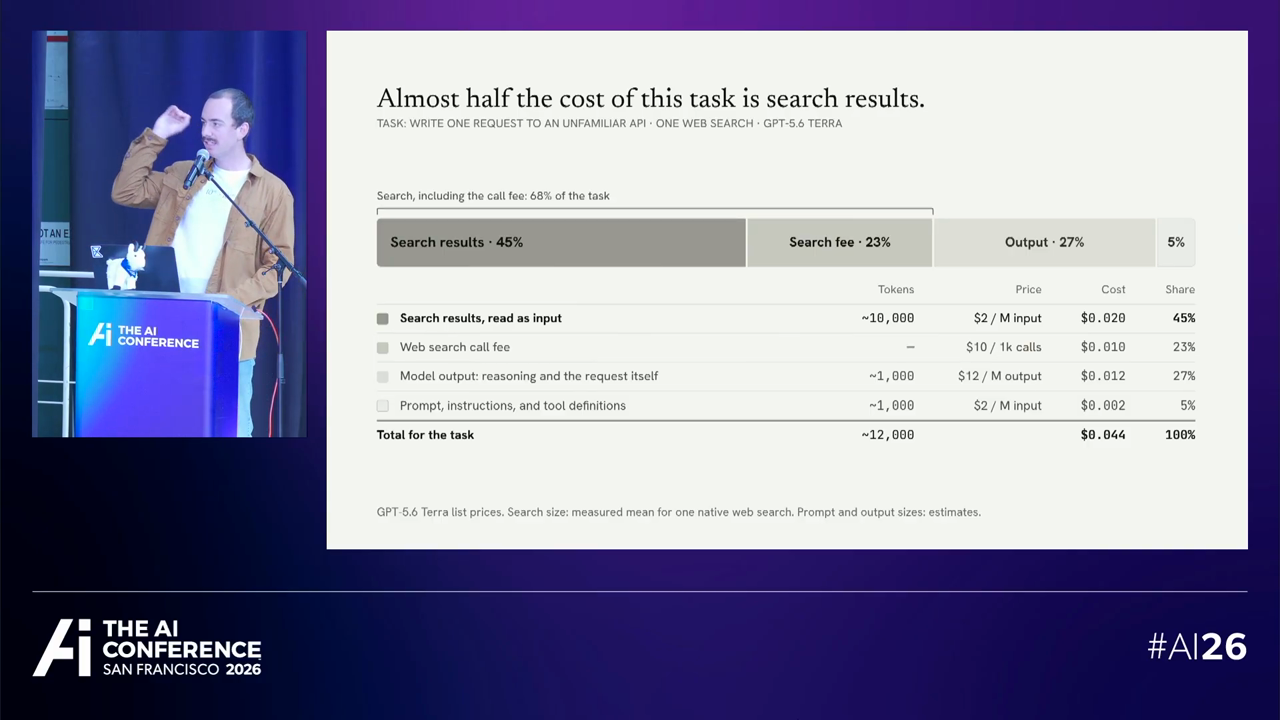 Almost half the cost of this task is search results.
TASK: WRITE ONE REQUEST TO AN UNFAMILIAR API · ONE WEB SEARCH · GPT-5.6 TERRA
Search, including the call fee: 68% of the task
Search results · 45% Search fee · 23% Output · 27% 5%
Tokens Price Cost Share
Search results, read as input ~10,000 $2 / M input $0.020 45%
Web search call fee — $10 / 1k calls $0.010 23%
Model output: reasoning and the request itself ~1,000 $12 / M output $0.012 27%
Prompt, instructions, and tool definitions ~1,000 $2 / M input $0.002 5%
Total for the task ~12,000 $0.044 100%
GPT-5.6 Terra list prices. Search size: measured mean for one native web search. Prompt and output sizes: estimates.
OT AN E
Ai THE AI
CONFERENCE
Ai THE AI
CONFERENCE
SAN FRANCISCO 2026
#AI26